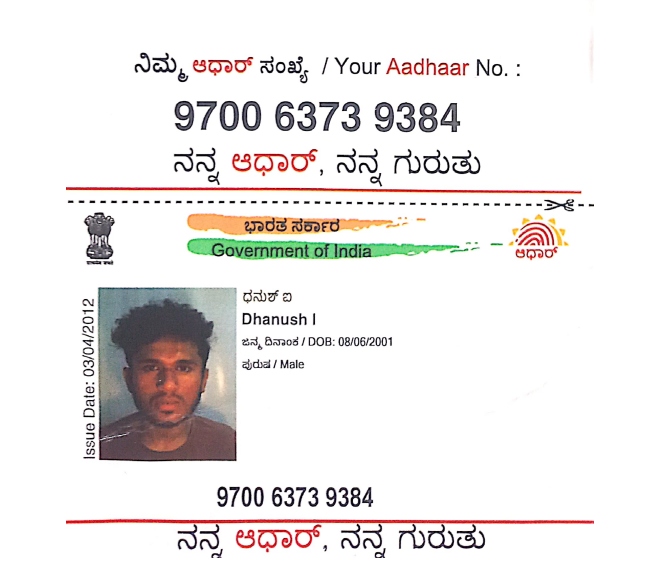 ನಿಮ್ಮ ಆಧಾರ್ ಸಂಖ್ಯೆ / Your Aadhaar No. :
9700 6373 9384
ನನ್ನ ಆಧಾರ್, ನನ್ನ ಗುರುತು
ಭಾರತ ಸರ್ಕಾರ
Government of India
ಆಧಾರ್
Issue Date: 03/04/2012
ಧನುಶ್ ಐ
Dhanush I
ಜನ್ಮ ದಿನಾಂಕ / DOB: 08/06/2001
ಪುರುಷ / Male
9700 6373 9384
ನನ್ನ ಆಧಾರ್, ನನ್ನ ಗುರುತು